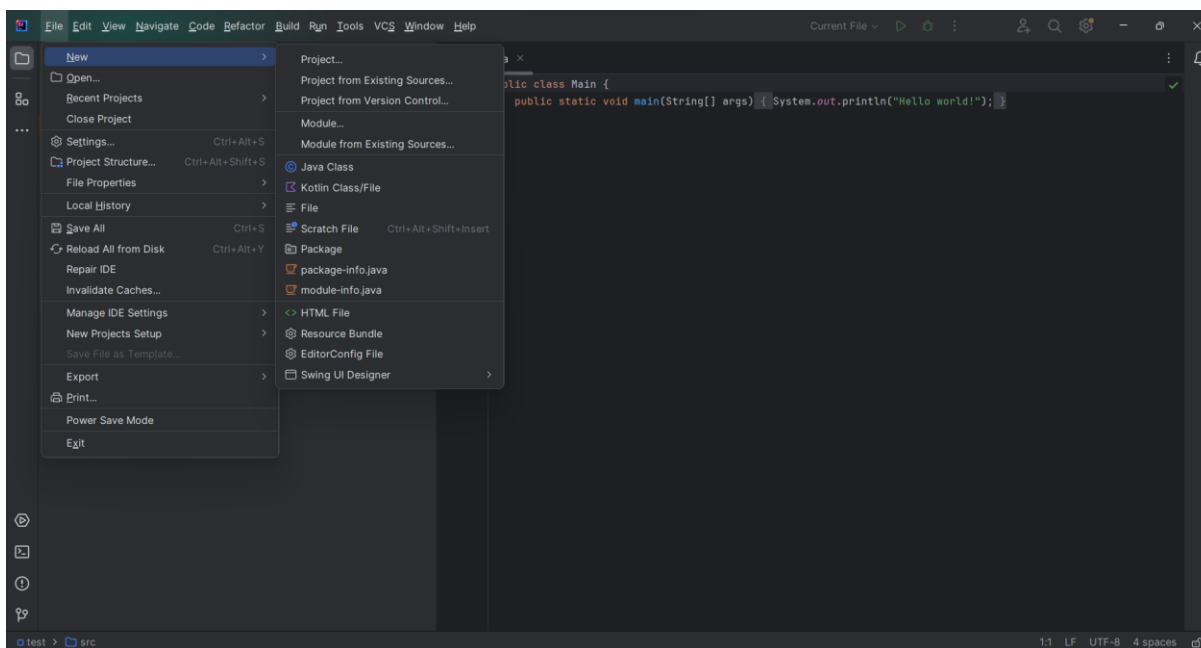 File Edit View Navigate Code Refactor Build Run Tools VCS Window Help
Current File
New
Open...
Recent Projects
Close Project
Settings... Ctrl+Alt+S
Project Structure... Ctrl+Alt+Shift+S
File Properties
Local History
Save All Ctrl+S
Reload All from Disk Ctrl+Alt+Y
Repair IDE
Invalidate Caches...
Manage IDE Settings
New Projects Setup
Save File as Template...
Export
Print...
Power Save Mode
Exit
Project...
Project from Existing Sources...
Project from Version Control...
Module...
Module from Existing Sources...
Java Class
Kotlin Class/File
File
Scratch File Ctrl+Alt+Shift+Insert
Package
package-info.java
module-info.java
HTML File
Resource Bundle
EditorConfig File
Swing UI Designer
a ×
blic class Main {
public static void main(String[] args) { System.out.println("Hello world!"); }
test > src
1:1 LF UTF-8 4 spaces